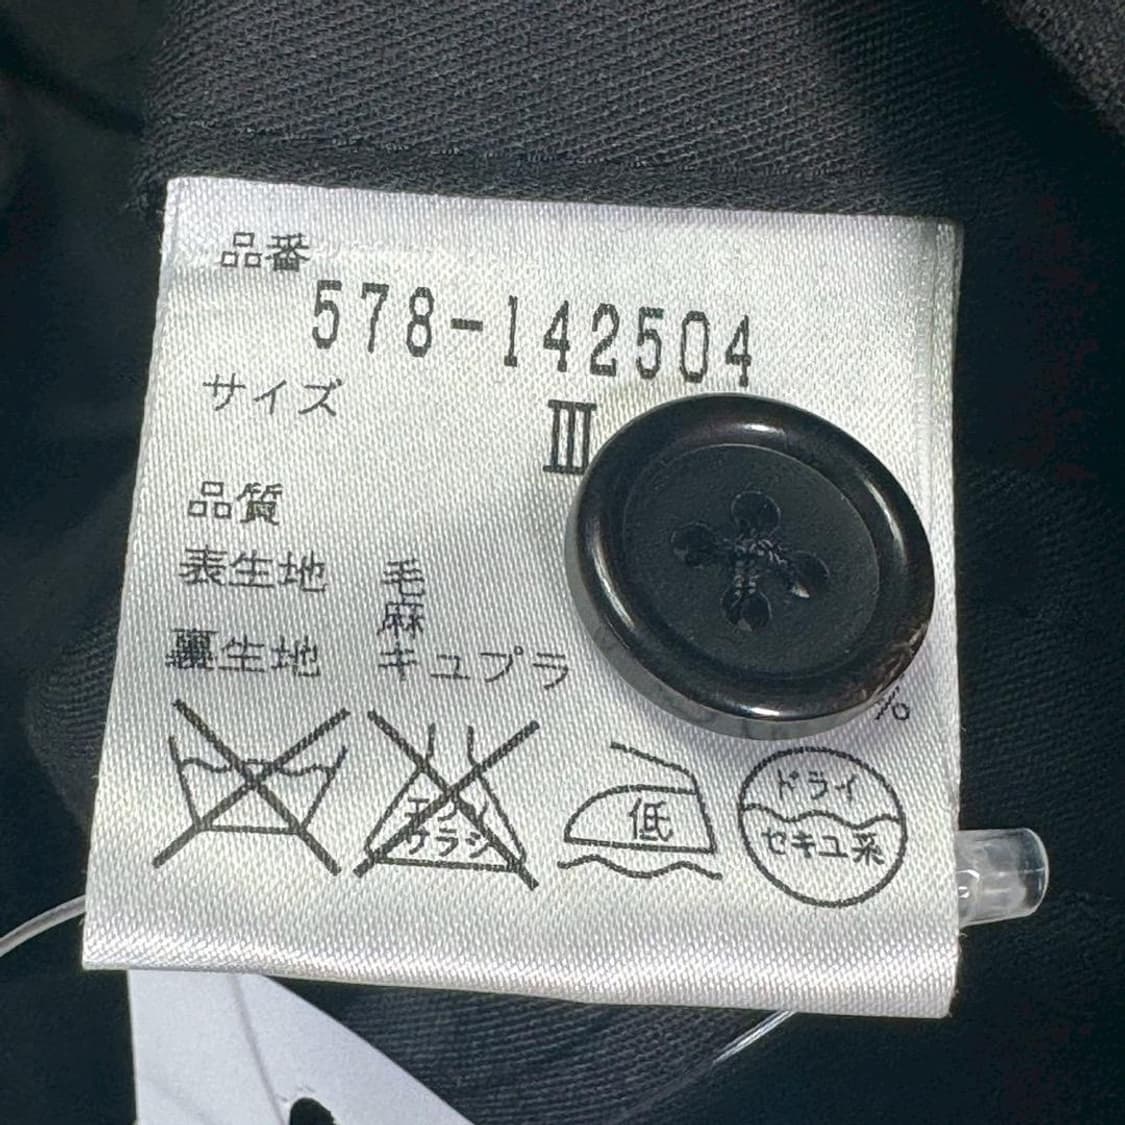 品番
578-142504
サイズ
Ⅲ
品質
表生地 毛
麻
裏生地 キュプラ
%
エンソ
サラシ
低
ドライ
セキユ系